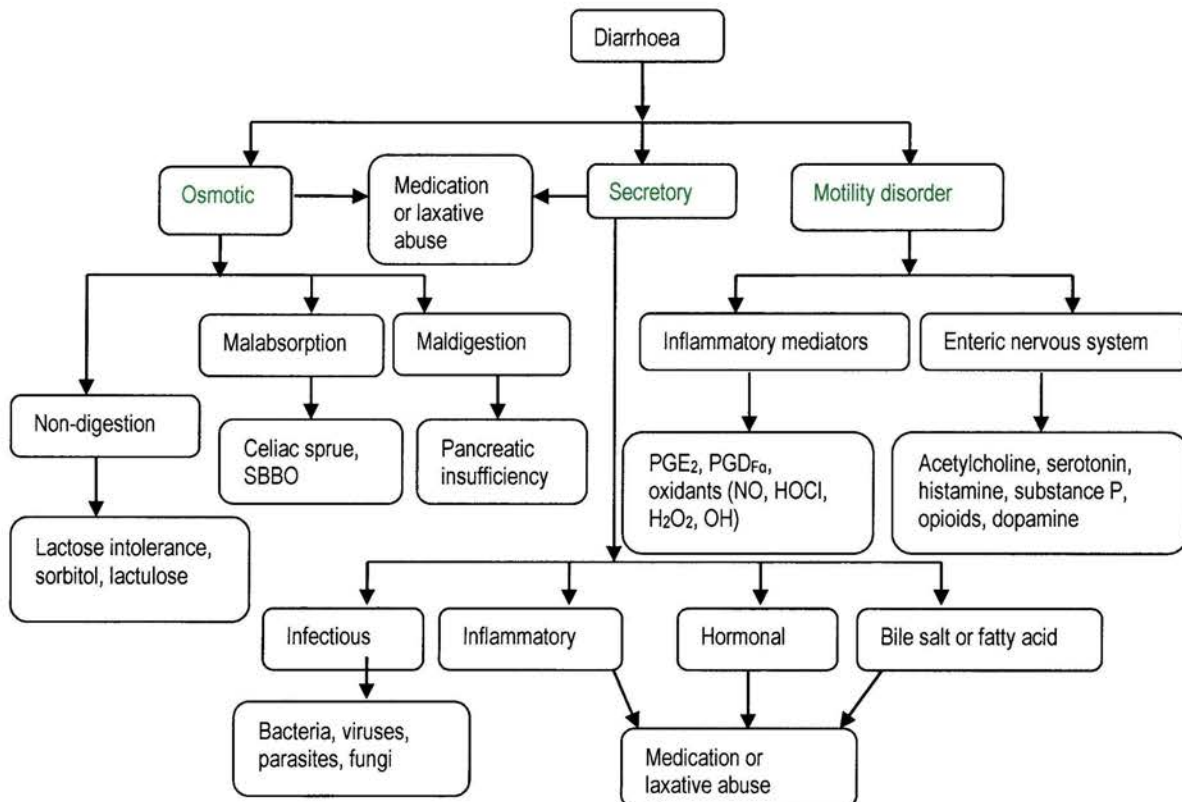 Diarrhoea
Osmotic
Medication
or laxative
abuse
Secretory
Motility disorder
Malabsorption
Maldigestion
Inflammatory mediators
Enteric nervous system
Non-digestion
Celiac sprue,
SBBO
Pancreatic
insufficiency
PGE₂, PGD_Fα,
oxidants (NO, HOCl,
H₂O₂, OH)
Acetylcholine, serotonin,
histamine, substance P,
opioids, dopamine
Lactose intolerance,
sorbitol, lactulose
Infectious
Inflammatory
Hormonal
Bile salt or fatty acid
Bacteria, viruses,
parasites, fungi
Medication or
laxative abuse